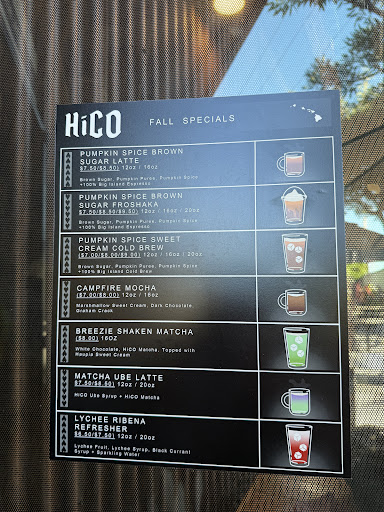 HiCO
FALL SPECIALS
PUMPKIN SPICE BROWN
SUGAR LATTE
$7.50/$8.50) 12oz / 16oz
Brown Sugar, Pumpkin Puree, Pumpkin Spice
+100% Big Island Espresso
PUMPKIN SPICE BROWN
SUGAR FROSHAKA
$7.50/$8.50/$9.50) 12oz / 16oz / 20oz
Brown Sugar, Pumpkin Puree, Pumpkin Spice
+100% Big Island Espresso
PUMPKIN SPICE SWEET
CREAM COLD BREW
($7.00/$8.00/$9.00) 12oz / 16oz / 20oz
Brown Sugar, Pumpkin Puree, Pumpkin Spice
+100% Big Island Cold Brew
CAMPFIRE MOCHA
($7.00/$8.00) 12oz / 16oz
Marshmallow Sweet Cream, Dark Chocolate,
Graham Crack
BREEZIE SHAKEN MATCHA
($8.00) 16OZ
White Chocolate, HiCO Matcha, Topped with
Haupia Sweet Cream
MATCHA UBE LATTE
$7.50/$8.50) 12oz / 20oz
HiCO Ube Syrup + HiCO Matcha
LYCHEE RIBENA
REFRESHER
$6.50/$7.50) 12oz / 20oz
Lychee Fruit, Lychee Syrup, Black Currant
Syrup + Sparkling Water